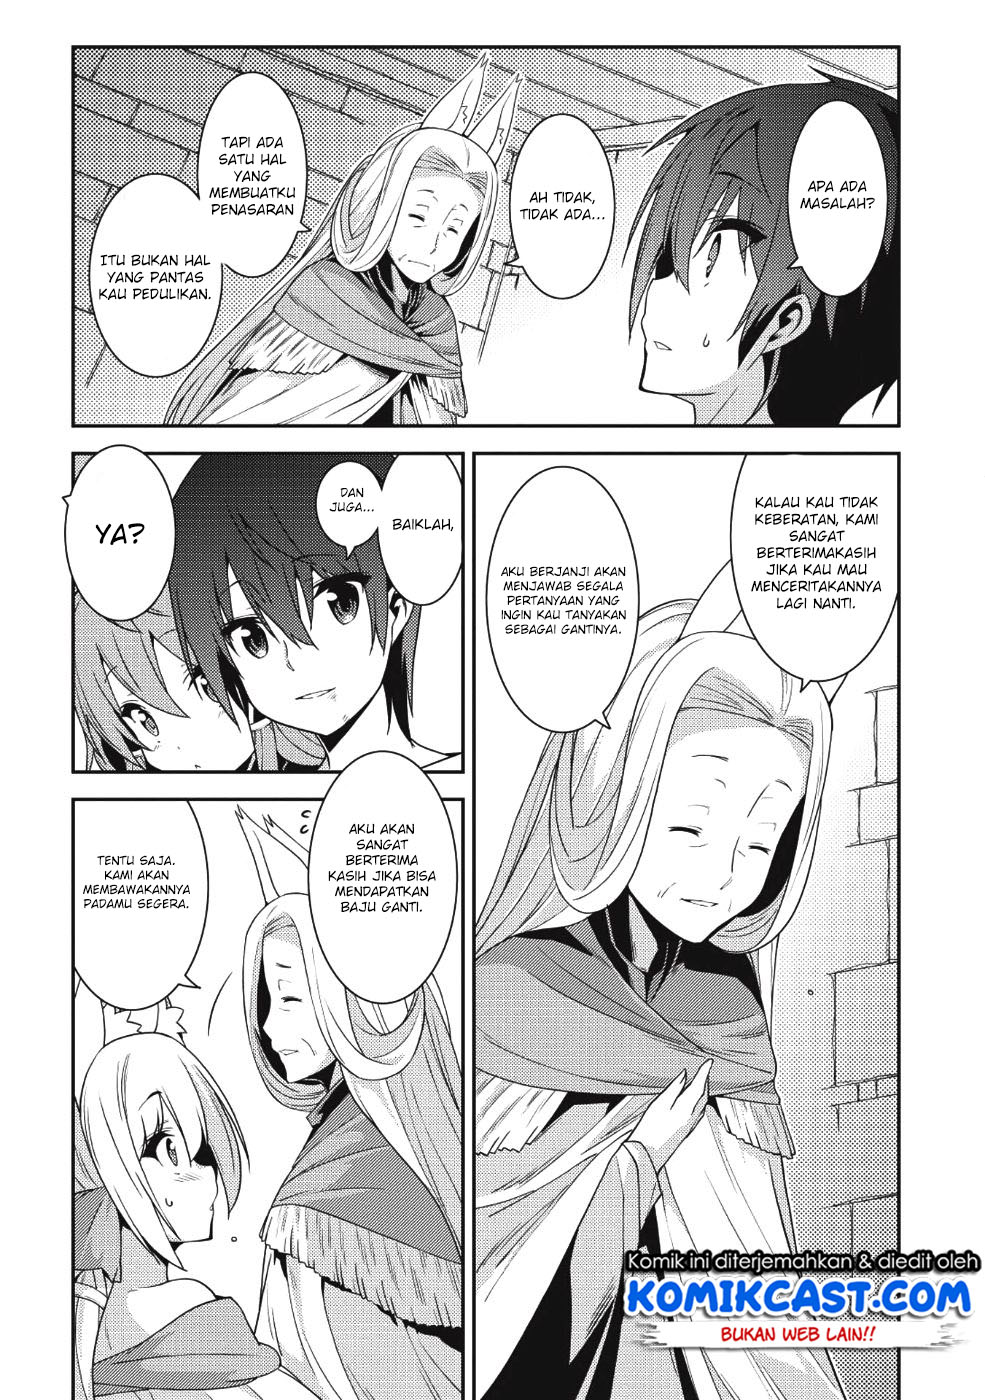 APA ADA
MASALAH?
AH TIDAK,
TIDAK ADA...
TAPI ADA
SATU HAL
YANG
MEMBUATKU
PENASARAN
ITU BUKAN HAL
YANG PANTAS
KAU PEDULIKAN.
KALAU KAU TIDAK
KEBERATAN, KAMI
SANGAT
BERTERIMAKASIH
JIKA KAU MAU
MENCERITAKANNYA
LAGI NANTI.
AKU BERJANJI AKAN
MENJAWAB SEGALA
PERTANYAAN YANG
INGIN KAU TANYAKAN
SEBAGAI GANTINYA.
BAIKLAH,
DAN
JUGA...
YA?
AKU AKAN
SANGAT
BERTERIMA
KASIH JIKA BISA
MENDAPATKAN
BAJU GANTI.
TENTU SAJA.
KAMI AKAN
MEMBAWAKANNYA
PADAMU SEGERA.
Komik ini diterjemahkan & diedit oleh
KOMIKCAST.COM
BUKAN WEB LAIN!!